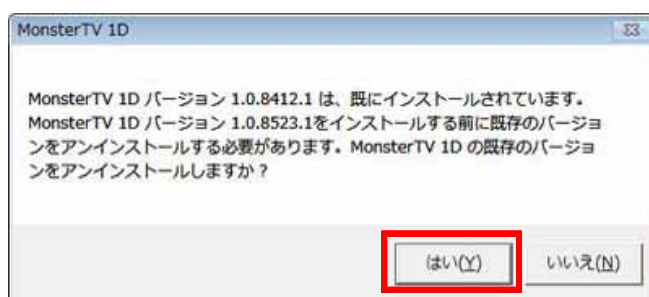 MonsterTV 1D
MonsterTV 1D バージョン 1.0.8412.1 は、既にインストールされています。
MonsterTV 1D バージョン 1.0.8523.1をインストールする前に既存のバージョ
ンをアンインストールする必要があります。MonsterTV 1D の既存のバージョ
ンをアンインストールしますか？
はい(Y)
いいえ(N)